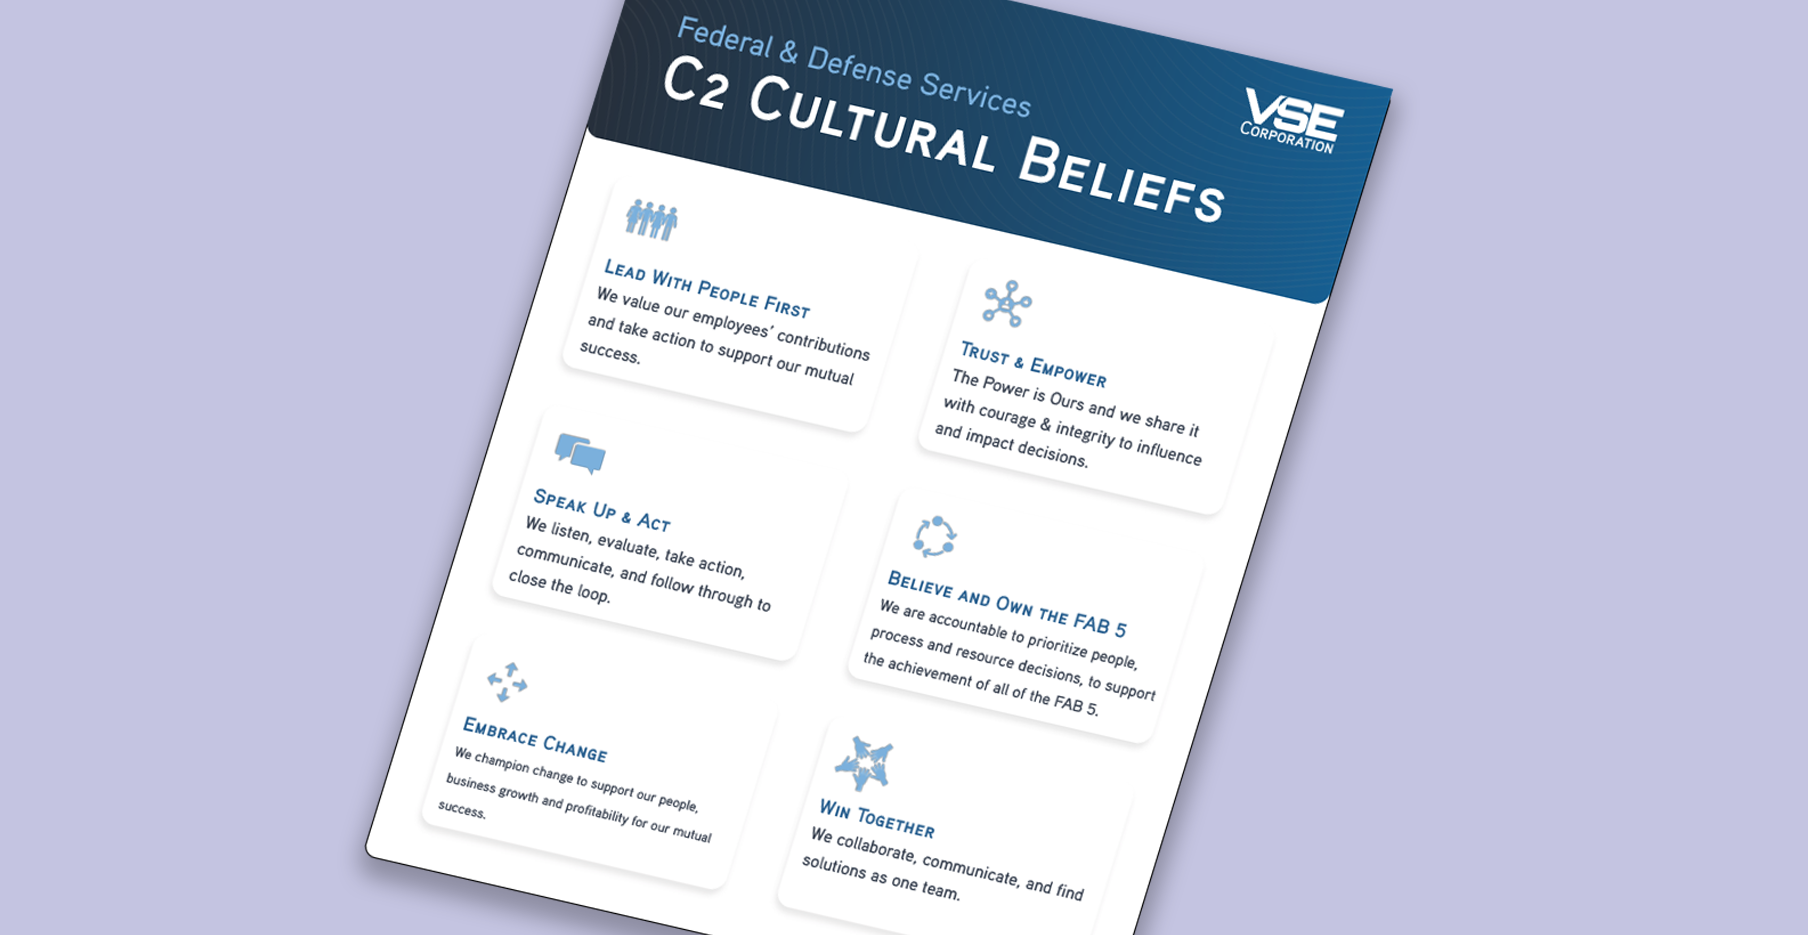 Federal & Defense Services
C2 Cultural Beliefs
VSE
Corporation
Lead With People First
We value our employees’ contributions
and take action to support our mutual
success.
Trust & Empower
The Power is Ours and we share it
with courage & integrity to influence
and impact decisions.
Speak Up & Act
We listen, evaluate, take action,
communicate, and follow through to
close the loop.
Believe and Own the FAB 5
We are accountable to prioritize people,
process and resource decisions, to support
the achievement of all of the FAB 5.
Embrace Change
We champion change to support our people,
business growth and profitability for our mutual
success.
Win Together
We collaborate, communicate, and find
solutions as one team.